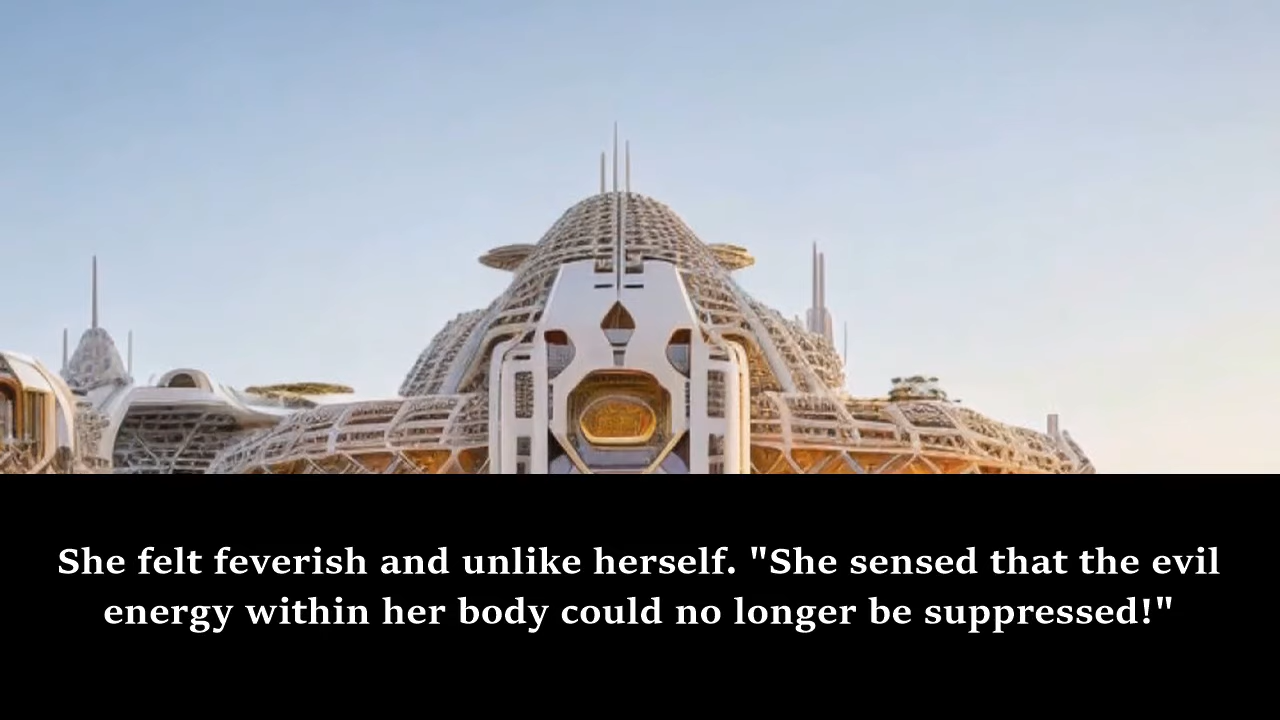 She felt feverish and unlike herself. "She sensed that the evil
energy within her body could no longer be suppressed!"